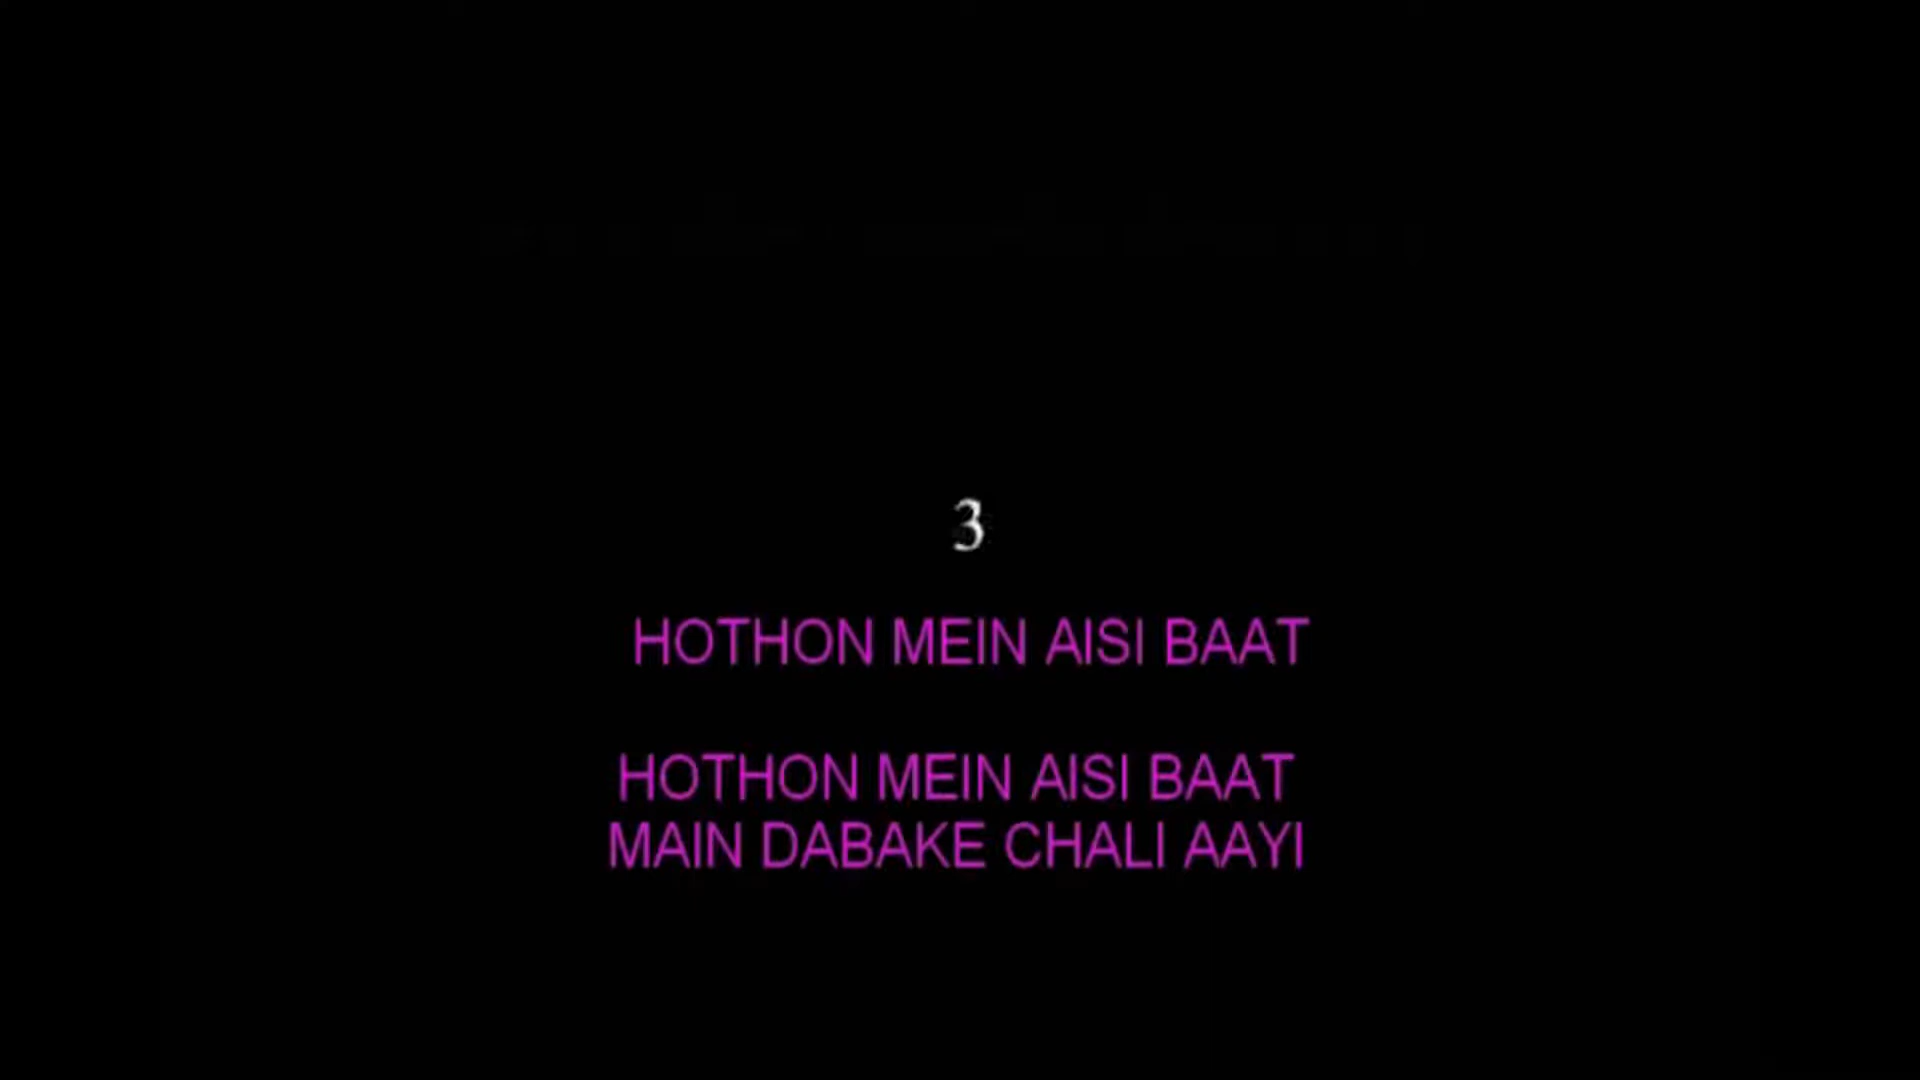 3
HOTHON MEIN AISI BAAT
HOTHON MEIN AISI BAAT
MAIN DABAKE CHALI AAYI